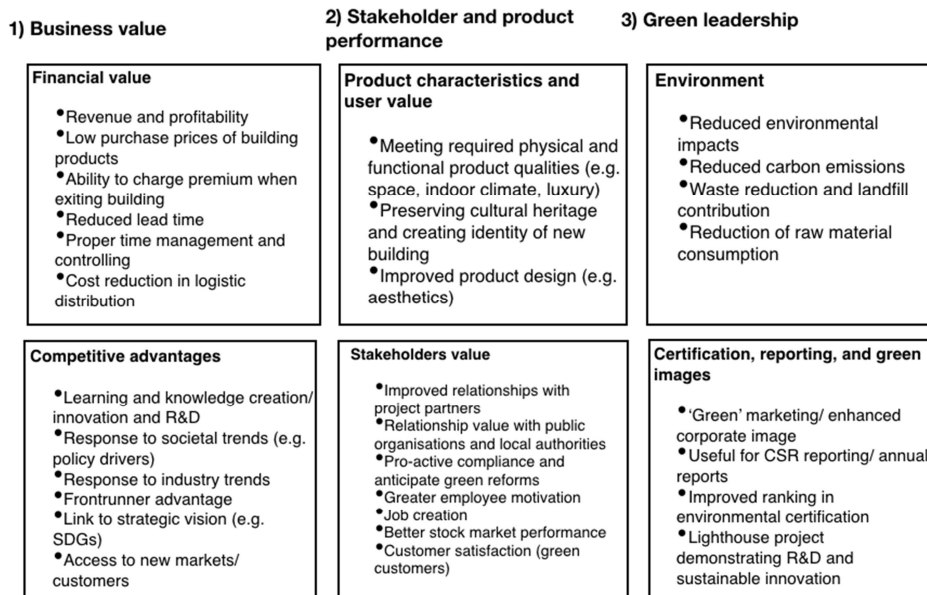 1) Business value
2) Stakeholder and product
performance
3) Green leadership
Financial value
•Revenue and profitability
•Low purchase prices of building
products
•Ability to charge premium when
exiting building
•Reduced lead time
•Proper time management and
controlling
•Cost reduction in logistic
distribution
Product characteristics and
user value
•Meeting required physical and
functional product qualities (e.g.
space, indoor climate, luxury)
•Preserving cultural heritage
and creating identity of new
building
•Improved product design (e.g.
aesthetics)
Environment
•Reduced environmental
impacts
•Reduced carbon emissions
•Waste reduction and landfill
contribution
•Reduction of raw material
consumption
Competitive advantages
•Learning and knowledge creation/
innovation and R&D
•Response to societal trends (e.g.
policy drivers)
•Response to industry trends
•Frontrunner advantage
•Link to strategic vision (e.g.
SDGs)
•Access to new markets/
customers
Stakeholders value
•Improved relationships with
project partners
•Relationship value with public
organisations and local authorities
•Pro-active compliance and
anticipate green reforms
•Greater employee motivation
•Job creation
•Better stock market performance
•Customer satisfaction (green
customers)
Certification, reporting, and green
images
•‘Green’ marketing/ enhanced
corporate image
•Useful for CSR reporting/ annual
reports
•Improved ranking in
environmental certification
•Lighthouse project
demonstrating R&D and
sustainable innovation